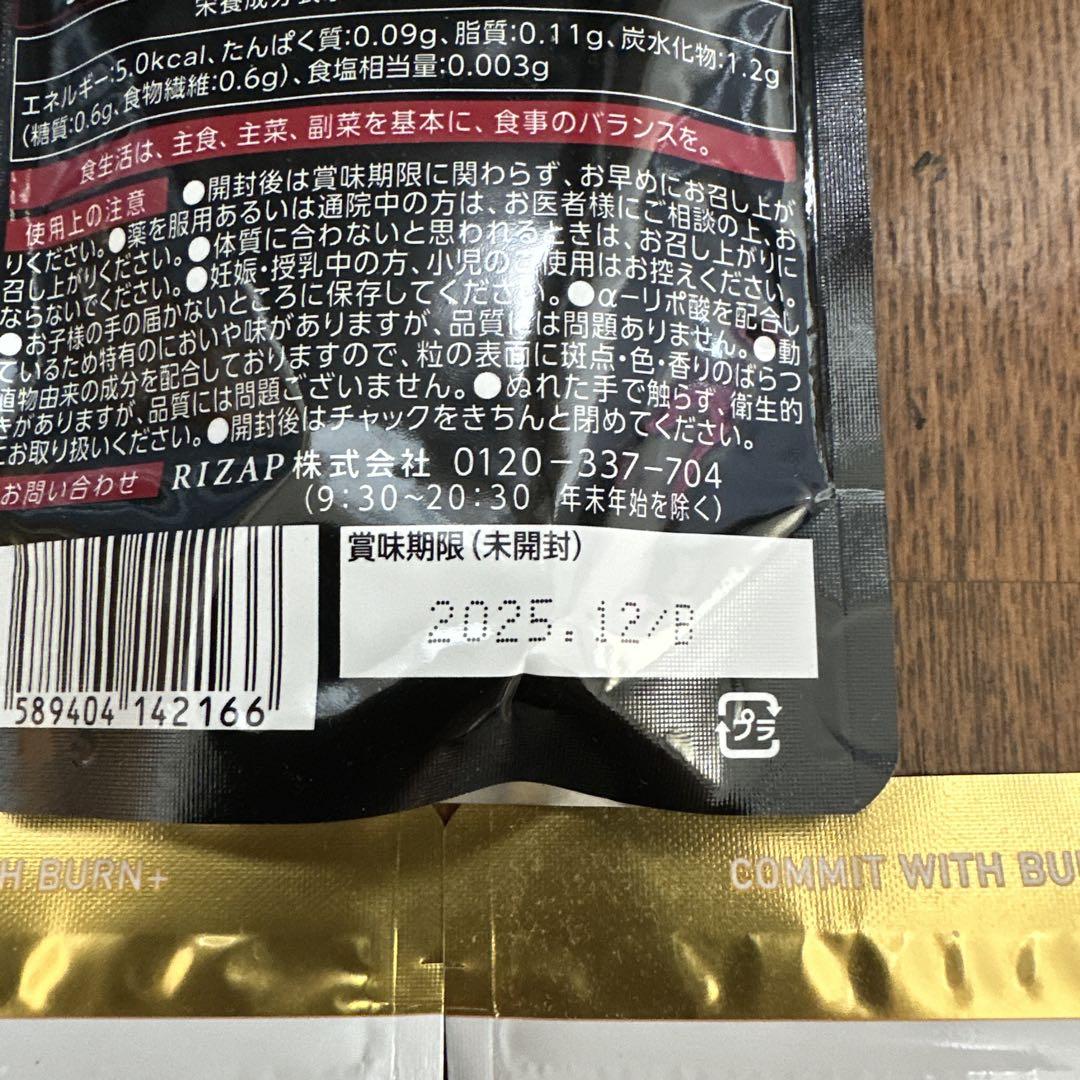 栄養成分表示
エネルギー:5.0kcal、たんぱく質:0.09g、脂質:0.11g、炭水化物:1.2g
(糖質:0.6g、食物繊維:0.6g)、食塩相当量:0.003g
食生活は、主食、主菜、副菜を基本に、食事のバランスを。
使用上の注意 ●開封後は賞味期限に関わらず、お早めにお召し上が
りください。●薬を服用あるいは通院中の方は、お医者様にご相談の上、お
召し上がりください。●体質に合わないと思われるときは、お召し上がりに
ならないでください。●妊娠・授乳中の方、小児のご使用はお控えください。
●お子様の手の届かないところに保存してください。●α-リポ酸を配合し
ているため特有のにおいや味がありますが、品質には問題ありません。●動
植物由来の成分を配合しておりますので、粒の表面に斑点・色・香りのばらつ
きがありますが、品質には問題ございません。●ぬれた手で触らず、衛生的
にお取り扱いください。●開封後はチャックをきちんと閉めてください。
お問い合わせ RIZAP株式会社 0120-337-704
(9:30~20:30 年末年始を除く)
賞味期限(未開封)
2025.12/B
589404 142166
プラ
H BURN+
COMMIT WITH BU